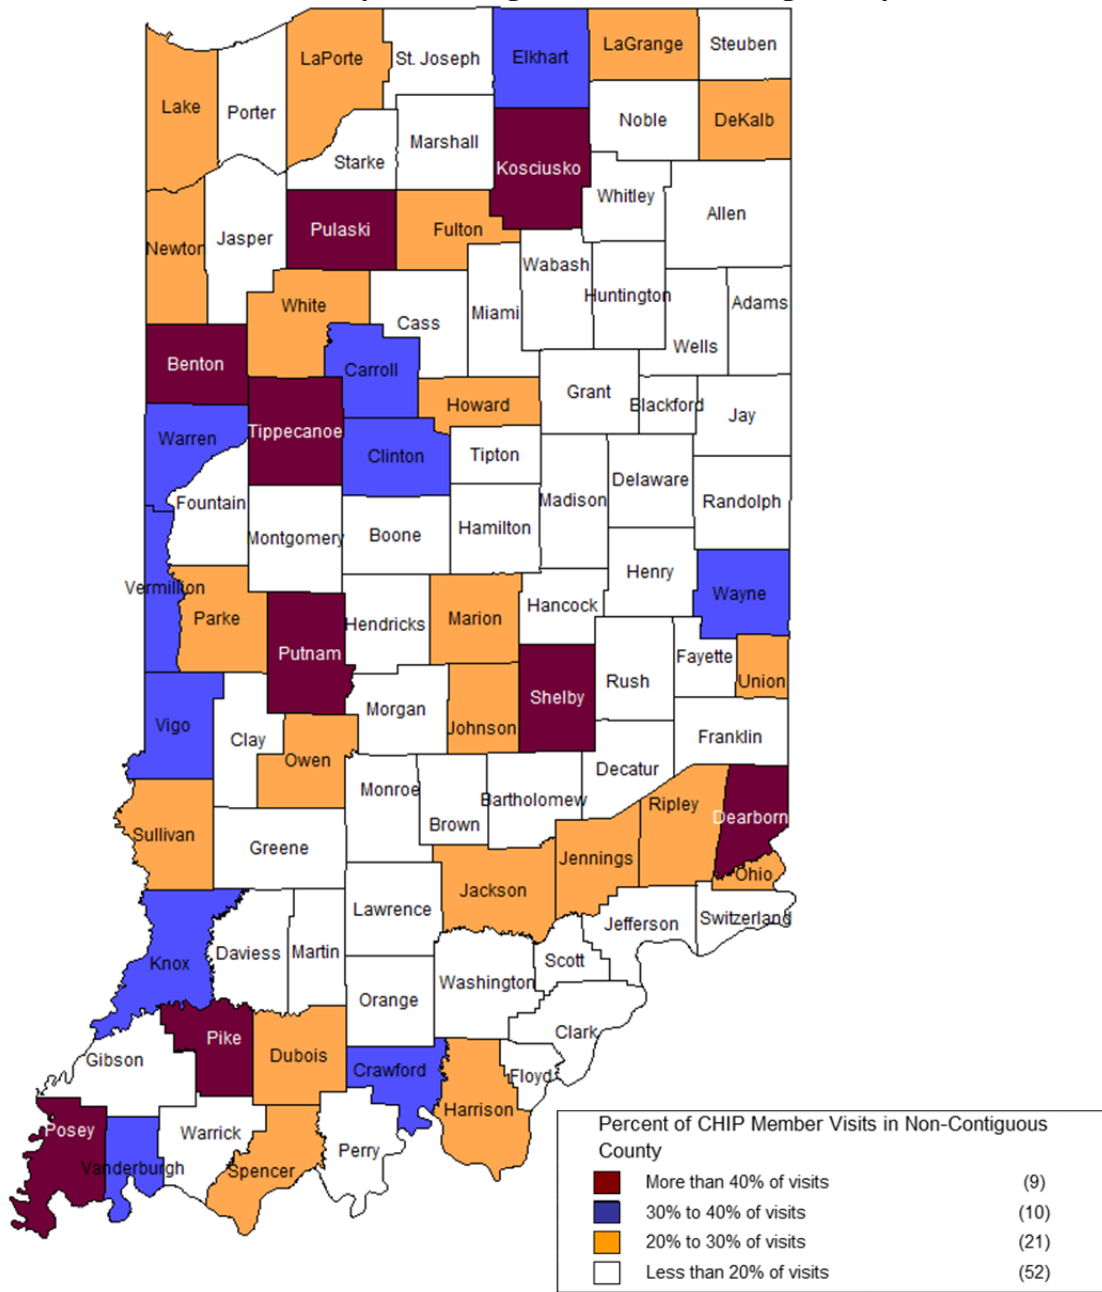 Elkhart
LaGrange
Steuben
LaPorte
St. Joseph
Lake
Porter
Noble
DeKalb
Marshall
Starke
Kosciusko
Whitley
Allen
Pulaski
Fulton
Jasper
Newton
Wabash
Huntington
Adams
White
Miami
Cass
Wells
Benton
Carroll
Grant
Howard
Blackford
Jay
Tippecanoe
Warren
Clinton
Tipton
Delaware
Madison
Randolph
Fountain
Hamilton
Boone
Montgomery
Henry
Vermillion
Wayne
Hancock
Parke
Marion
Hendricks
Putnam
Fayette
Rush
Union
Shelby
Morgan
Vigo
Johnson
Clay
Franklin
Owen
Decatur
Monroe
Bartholomew
Ripley
Dearborn
Brown
Sullivan
Greene
Jennings
Ohio
Jackson
Lawrence
Switzerland
Jefferson
Daviess
Martin
Scott
Knox
Washington
Orange
Clark
Pike
Dubois
Gibson
Crawford
Floyd
Harrison
Posey
Warrick
Perry
Vanderburgh
Spencer
Percent of CHIP Member Visits in Non-Contiguous
County
More than 40% of visits (9)
30% to 40% of visits (10)
20% to 30% of visits (21)
Less than 20% of visits (52)